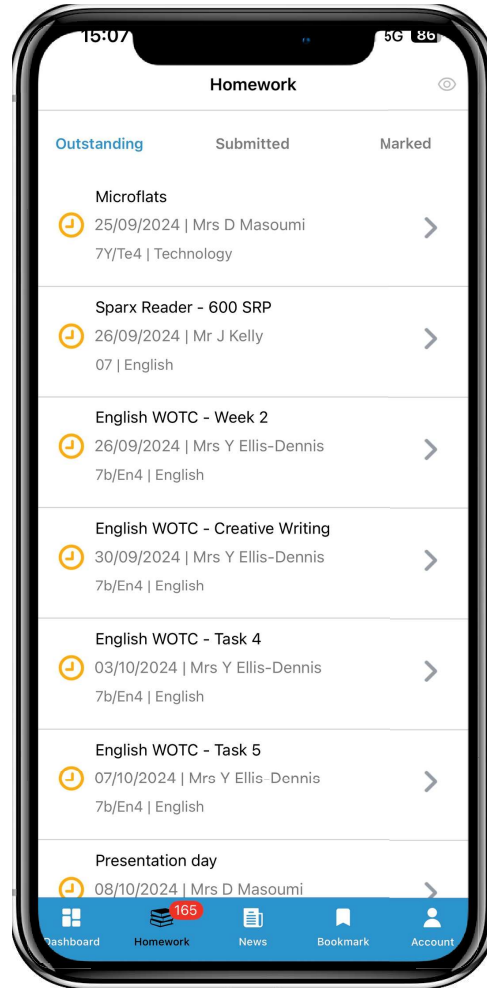 15:07
5G 86
Homework
Outstanding Submitted Marked
Microflats
25/09/2024 | Mrs D Masoumi
7Y/Te4 | Technology
Sparx Reader - 600 SRP
26/09/2024 | Mr J Kelly
07 | English
English WOTC - Week 2
26/09/2024 | Mrs Y Ellis-Dennis
7b/En4 | English
English WOTC - Creative Writing
30/09/2024 | Mrs Y Ellis-Dennis
7b/En4 | English
English WOTC - Task 4
03/10/2024 | Mrs Y Ellis-Dennis
7b/En4 | English
English WOTC - Task 5
07/10/2024 | Mrs Y Ellis-Dennis
7b/En4 | English
Presentation day
08/10/2024 | Mrs D Masoumi
165
Dashboard Homework News Bookmark Account